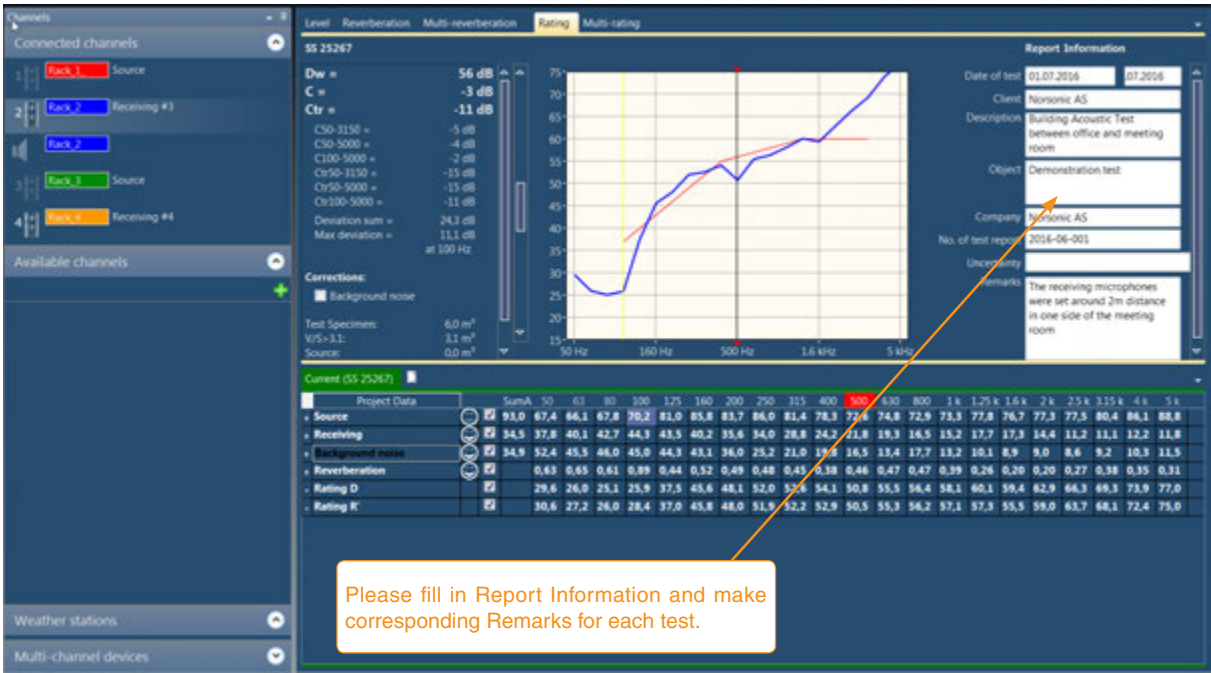 Channels
Connected channels
1 Rack_1_ Source
2 Rack_2 Receiving #3
Rack_2
3 Rack_3 Source
4 Rack_4 Receiving #4
Available channels
Weather stations
Multi-channel devices
Level Reverberation Multi-reverberation Rating Multi-rating
SS 25267
Dw = 56 dB
C = -3 dB
Ctr = -11 dB
C50-3150 = -5 dB
C50-5000 = -4 dB
C100-5000 = -2 dB
Ctr50-3150 = -15 dB
Ctr50-5000 = -15 dB
Ctr100-5000 = -11 dB
Deviation sum = 24,3 dB
Max deviation = 11,1 dB
at 100 Hz
Corrections:
Background noise
Test Specimen: 6,0 m²
V/S>3.1: 3,1 m²
Source: 0,0 m²
75
70
65
60
55
50
45
40
35
30
25
20
15
50 Hz 160 Hz 500 Hz 1.6 kHz 5 kHz
Report Information
Date of test 01.07.2016 .07.2016
Client Norsonic AS
Description Building Acoustic Test
between office and meeting
room
Object Demonstration test
Company Norsonic AS
No. of test report 2016-06-001
Uncertainty
Remarks The receiving microphones
were set around 2m distance
in one side of the meeting
room
Current (SS 25267)
Project Data SumA 50 63 80 100 125 160 200 250 315 400 500 630 800 1 k 1.25 k 1.6 k 2 k 2.5 k 3.15 k 4 k 5 k
Source 93,0 67,4 66,1 67,8 70,2 81,0 85,8 83,7 86,0 81,4 78,3 72,6 74,8 72,9 73,3 77,8 76,7 77,3 77,5 80,4 86,1 88,8
Receiving 34,5 37,8 40,1 42,7 44,3 43,5 40,2 35,6 34,0 28,8 24,2 21,8 19,3 16,5 15,2 17,7 17,3 14,4 11,2 11,1 12,2 11,8
Background noise 34,9 52,4 45,5 46,0 45,0 44,3 43,1 36,0 25,2 21,0 19,8 16,5 13,4 17,7 13,2 10,1 8,9 9,0 8,6 9,2 10,3 11,5
Reverberation 0,63 0,65 0,61 0,89 0,44 0,52 0,49 0,48 0,45 0,38 0,46 0,47 0,47 0,39 0,26 0,20 0,20 0,27 0,38 0,35 0,31
Rating D 29,6 26,0 25,1 25,9 37,5 45,6 48,1 52,0 52,6 54,1 50,8 55,5 56,4 58,1 60,1 59,4 62,9 66,3 69,3 73,9 77,0
Rating R' 30,6 27,2 26,0 28,4 37,0 45,8 48,0 51,9 52,2 52,9 50,5 55,3 56,2 57,1 57,3 55,5 59,0 63,7 68,1 72,4 75,0
Please fill in Report Information and make
corresponding Remarks for each test.